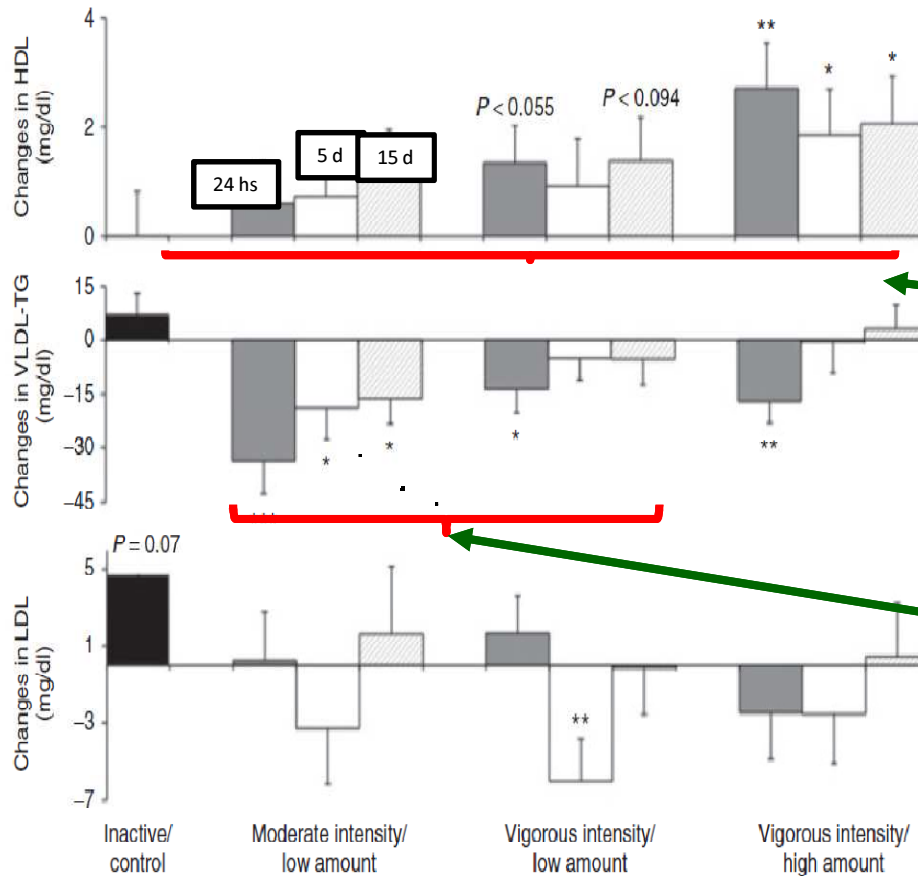 Changes in HDL
(mg/dl)
4
2
0
24 hs
5 d
15 d
P < 0.055
P < 0.094
**
*
*
Changes in VLDL-TG
(mg/dl)
15
0
−15
−30
−45
*
*
*
**
Changes in LDL
(mg/dl)
5
1
−3
−7
P = 0.07
**
Inactive/
control
Moderate intensity/
low amount
Vigorous intensity/
low amount
Vigorous intensity/
high amount